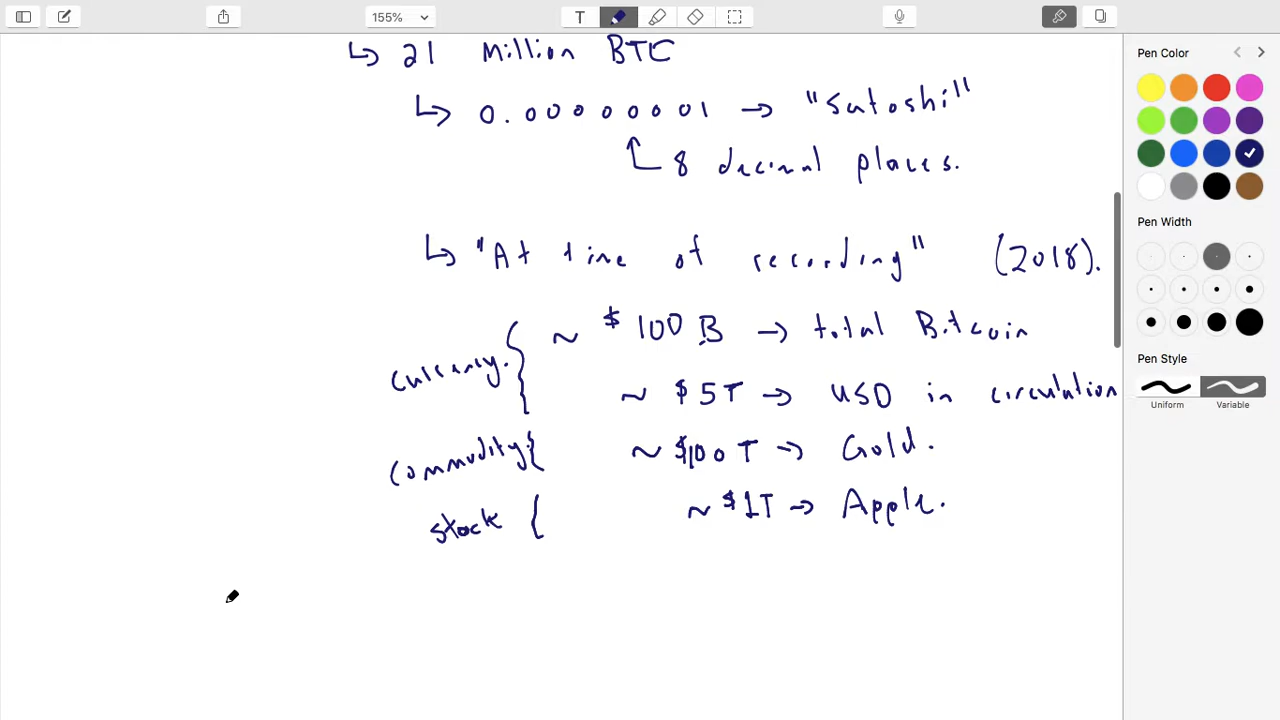 155%
T
Pen Color
↳ 21 Million BTC
↳ 0.00000001 → "Satoshi"
8 decimal places.
↳ "At time of recording" (2018).
currency. { ~ $100 B → total Bitcoin
~ $5T → USD in circulation
commodity { ~ $100T → Gold.
stock { ~ $1T → Apple.
Pen Width
Pen Style
Uniform Variable